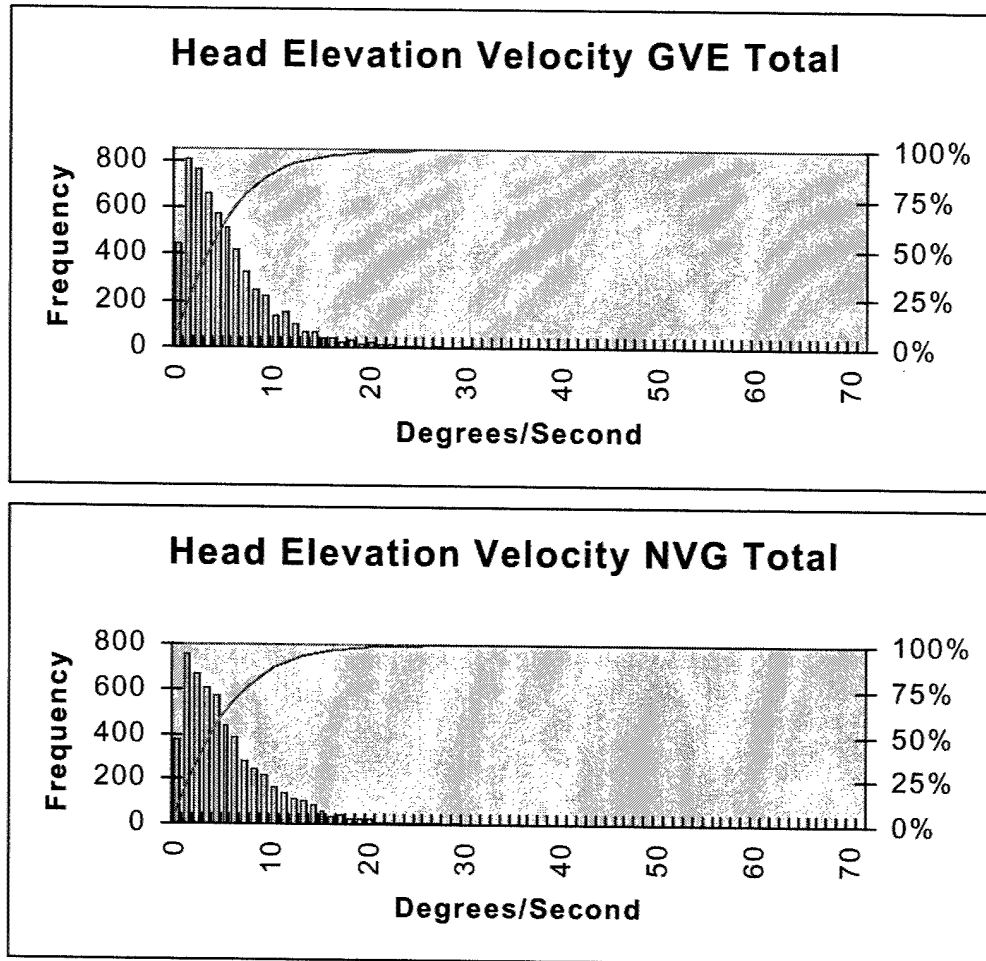 Head Elevation Velocity GVE Total
800
600
400
200
0
Frequency
100%
75%
50%
25%
0%
0 10 20 30 40 50 60 70
Degrees/Second
Head Elevation Velocity NVG Total
800
600
400
200
0
Frequency
100%
75%
50%
25%
0%
0 10 20 30 40 50 60 70
Degrees/Second